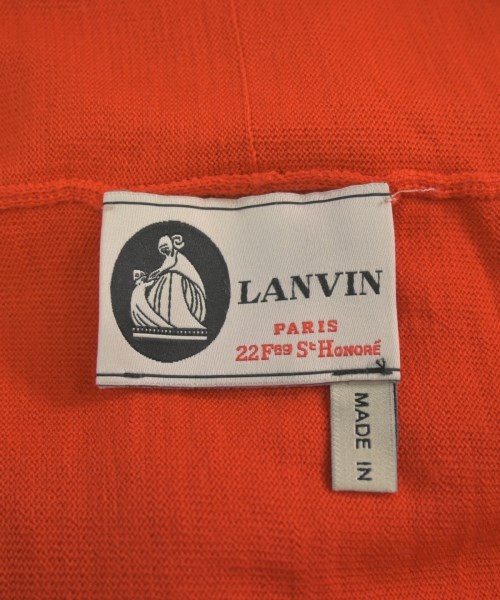 LANVIN
PARIS
22 Fbg St Honoré
MADE IN